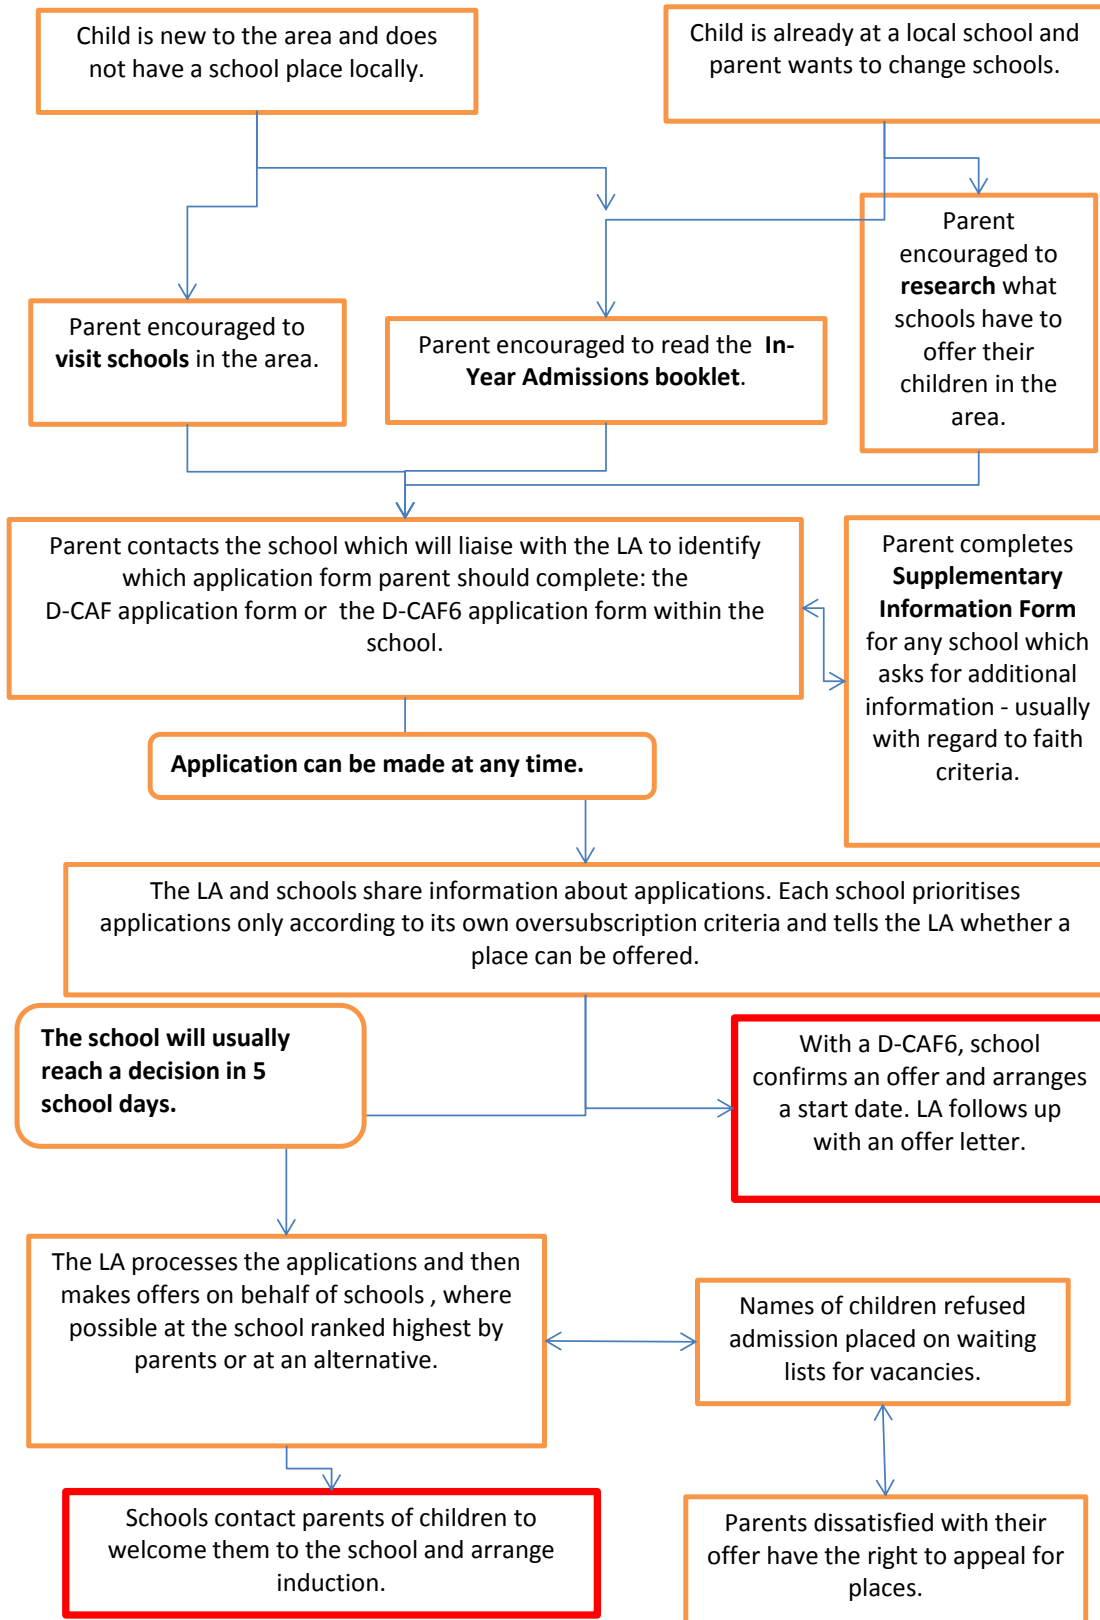 Child is new to the area and does
not have a school place locally.
Child is already at a local school and
parent wants to change schools.
Parent encouraged to
visit schools in the area.
Parent encouraged to read the In-
Year Admissions booklet.
Parent
encouraged to
research what
schools have to
offer their
children in the
area.
Parent contacts the school which will liaise with the LA to identify
which application form parent should complete: the
D-CAF application form or the D-CAF6 application form within the
school.
Parent completes
Supplementary
Information Form
for any school which
asks for additional
information - usually
with regard to faith
criteria.
Application can be made at any time.
The LA and schools share information about applications. Each school prioritises
applications only according to its own oversubscription criteria and tells the LA whether a
place can be offered.
The school will usually
reach a decision in 5
school days.
With a D-CAF6, school
confirms an offer and arranges
a start date. LA follows up
with an offer letter.
The LA processes the applications and then
makes offers on behalf of schools , where
possible at the school ranked highest by
parents or at an alternative.
Names of children refused
admission placed on waiting
lists for vacancies.
Schools contact parents of children to
welcome them to the school and arrange
induction.
Parents dissatisfied with their
offer have the right to appeal for
places.